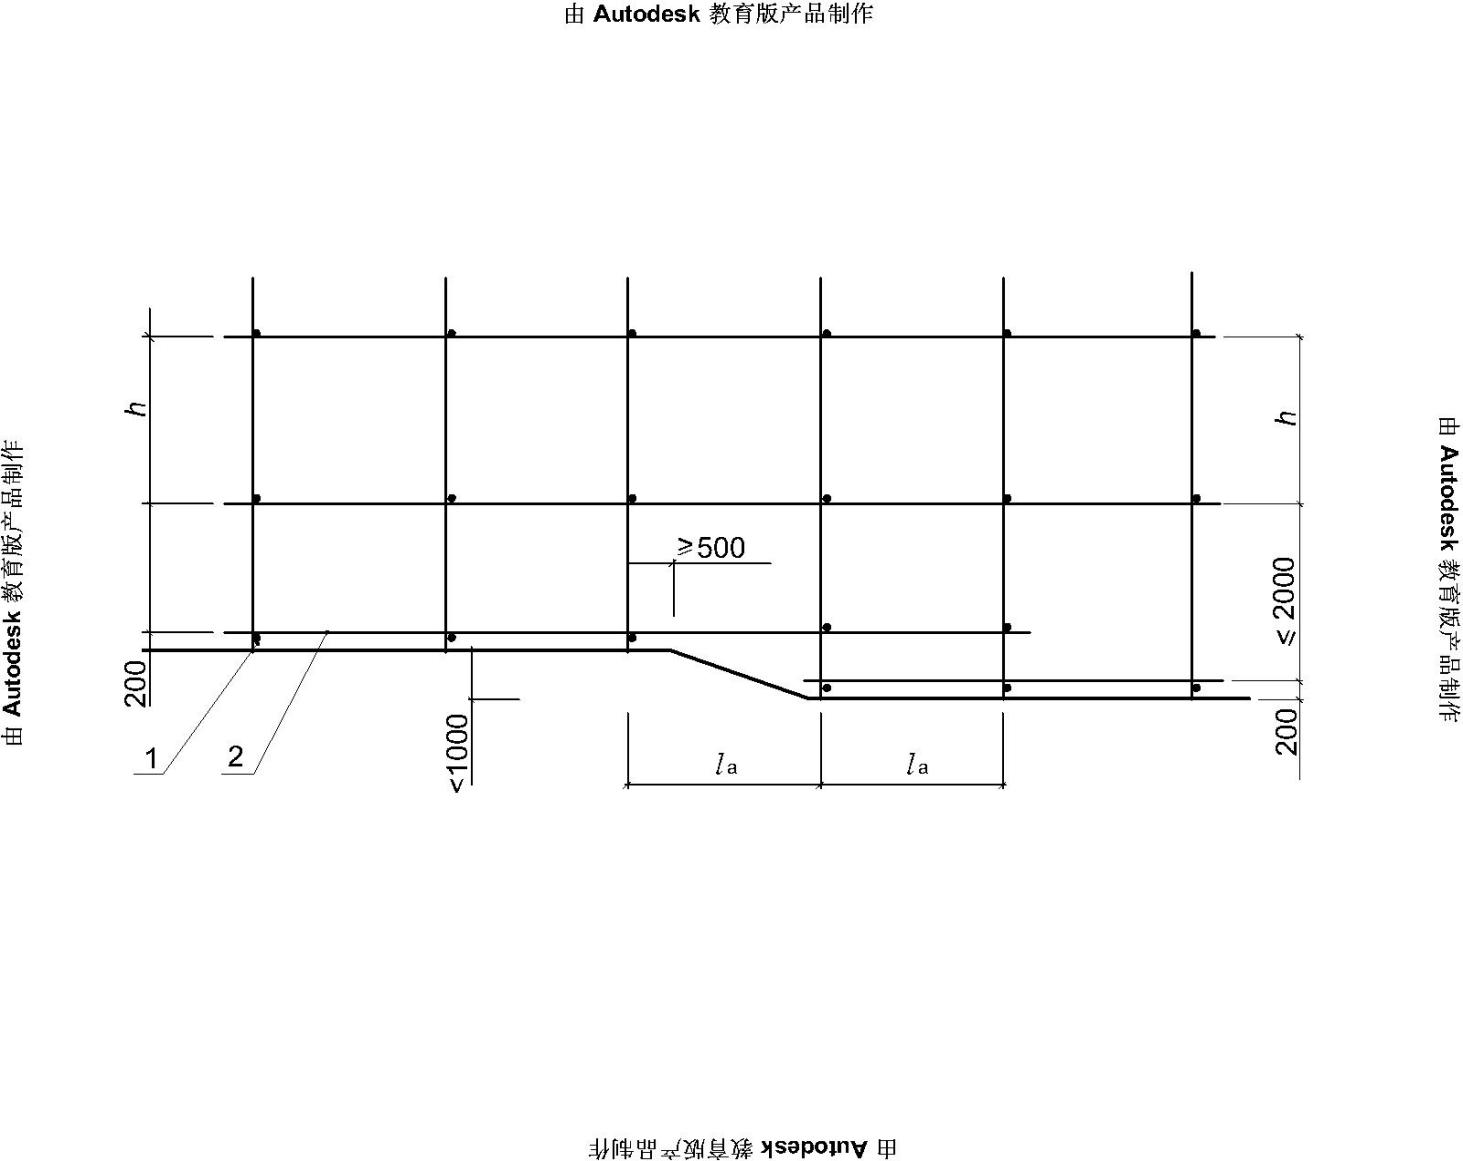 由 Autodesk 教育版产品制作
h
h
≥500
≤ 2000
200
200
1
2
<1000
la
la
由 Autodesk 教育版产品制作
由 Autodesk 教育版产品制作
由 Autodesk 教育版产品制作